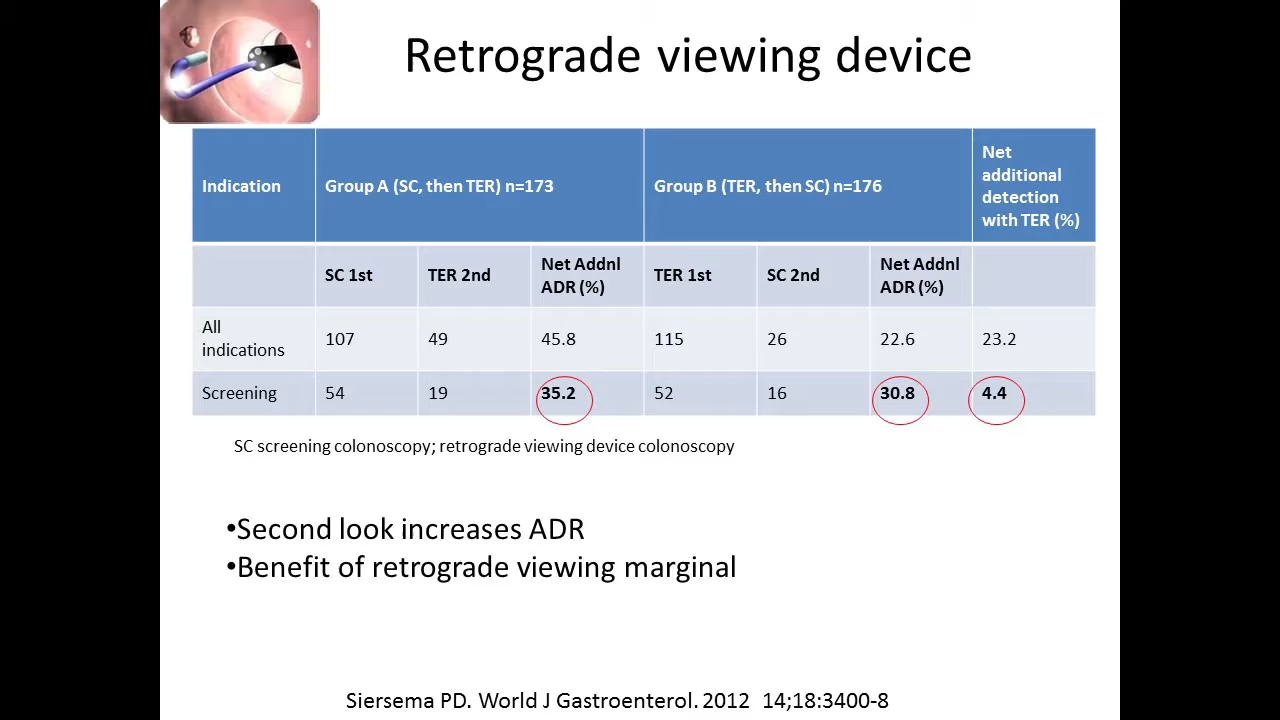 Retrograde viewing device
Indication
Group A (SC, then TER) n=173
Group B (TER, then SC) n=176
Net
additional
detection
with TER (%)
SC 1st
TER 2nd
Net Addnl
ADR (%)
TER 1st
SC 2nd
Net Addnl
ADR (%)
All
indications
107
49
45.8
115
26
22.6
23.2
Screening
54
19
35.2
52
16
30.8
4.4
SC screening colonoscopy; retrograde viewing device colonoscopy
•Second look increases ADR
•Benefit of retrograde viewing marginal
Siersema PD. World J Gastroenterol. 2012 14;18:3400-8